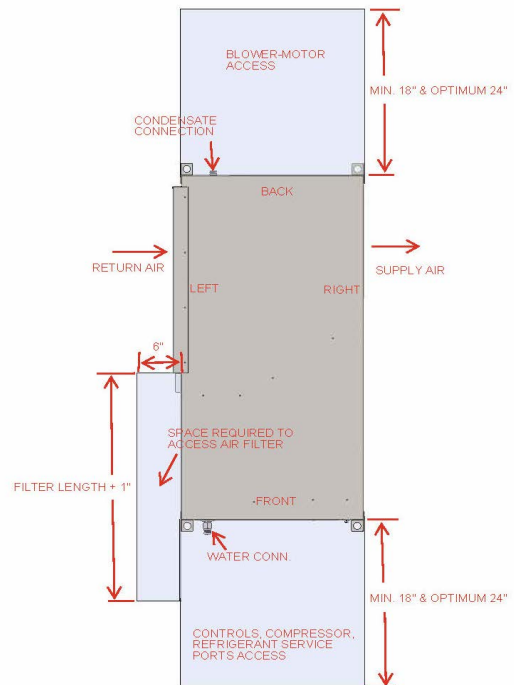 BLOWER-MOTOR
ACCESS
MIN. 18" & OPTIMUM 24"
CONDENSATE
CONNECTION
BACK
RETURN AIR
SUPPLY AIR
LEFT
RIGHT
6"
SPACE REQUIRED TO
ACCESS AIR FILTER
FILTER LENGTH + 1"
FRONT
WATER CONN.
MIN. 18" & OPTIMUM 24"
CONTROLS, COMPRESSOR,
REFRIGERANT SERVICE
PORTS ACCESS